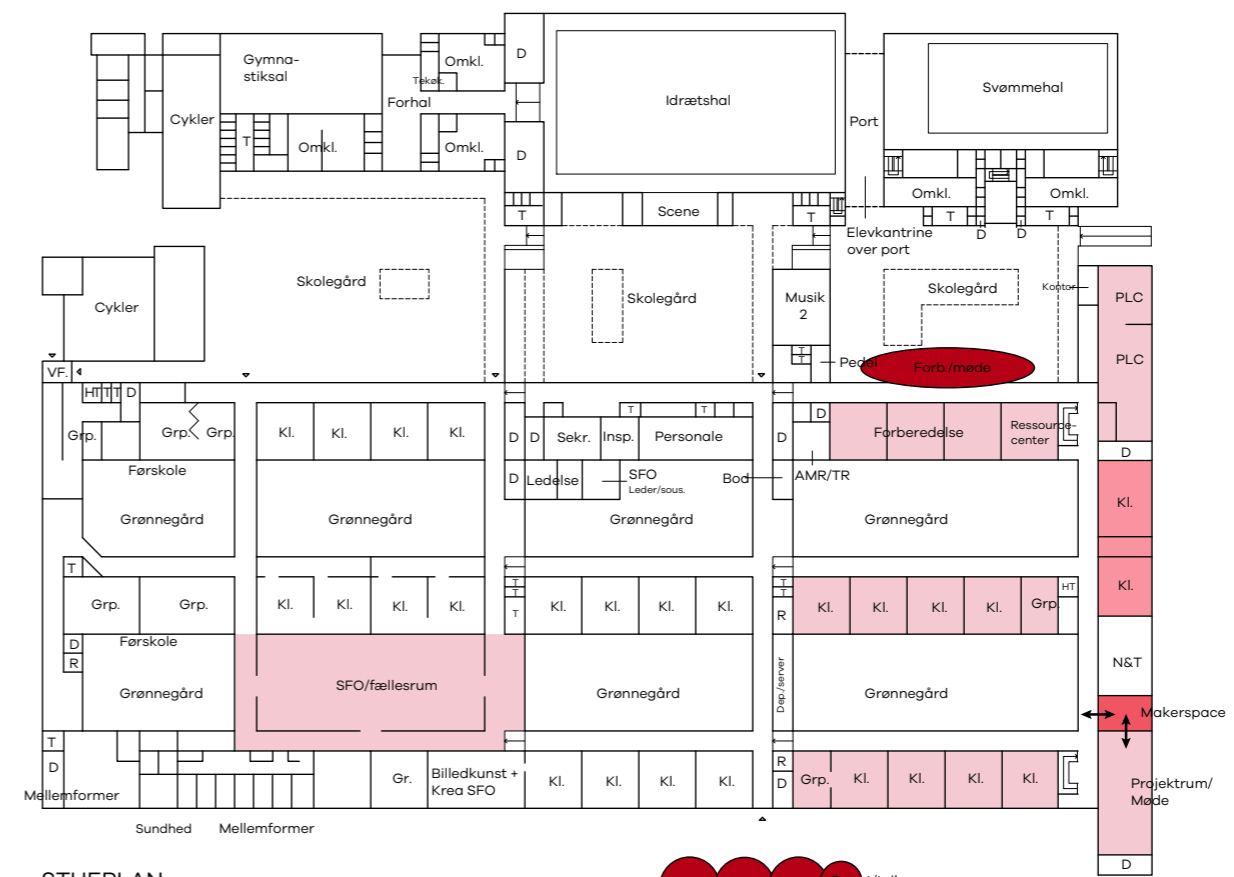 Gymna-
stiksal
Omkl.
D
Tekøk.
Forhal
Idrætshal
Svømmehal
Cykler
Port
T
Omkl.
Omkl.
D
Omkl.
Omkl.
T
Scene
T
T
T
D
D
Elevkantrine
over port
Skolegård
Skolegård
Musik
2
Skolegård
Kontor
PLC
Cykler
PLC
T
T
Pedel
Forb./møde
VF.
HT
T
T
T
D
Grp.
Grp.
Grp.
Kl.
Kl.
Kl.
Kl.
D
D
Sekr.
Insp.
Personale
T
T
D
D
Forberedelse
Ressource-
center
D
Førskole
D
Ledelse
SFO
Leder/sous.
Bod
AMR/TR
Kl.
Grønnegård
Grønnegård
Grønnegård
Grønnegård
T
Grp.
Grp.
Kl.
Kl.
Kl.
Kl.
T
T
T
Kl.
Kl.
Kl.
Kl.
T
T
R
Kl.
Kl.
Kl.
Kl.
Grp.
HT
Kl.
Førskole
D
R
Grønnegård
SFO/fællesrum
Grønnegård
Dep./server
Grønnegård
N&T
Makerspace
T
D
Mellemformer
Gr.
Billedkunst +
Krea SFO
Kl.
Kl.
Kl.
Kl.
R
D
Grp.
Kl.
Kl.
Kl.
Kl.
Projektrum/
Møde
Sundhed
Mellemformer
D